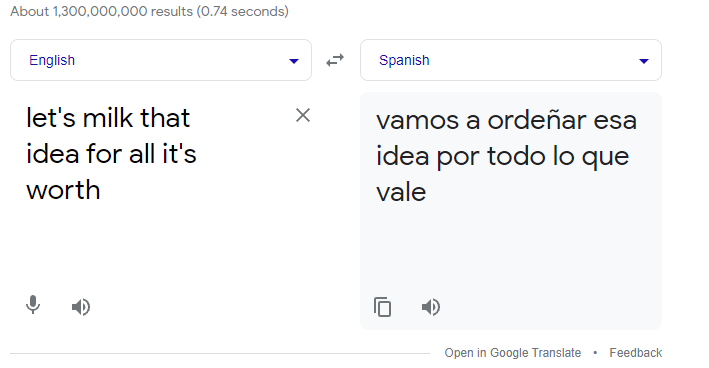 About 1,300,000,000 results (0.74 seconds)
English
Spanish
let's milk that
idea for all it's
worth
vamos a ordeñar esa
idea por todo lo que
vale
Open in Google Translate • Feedback